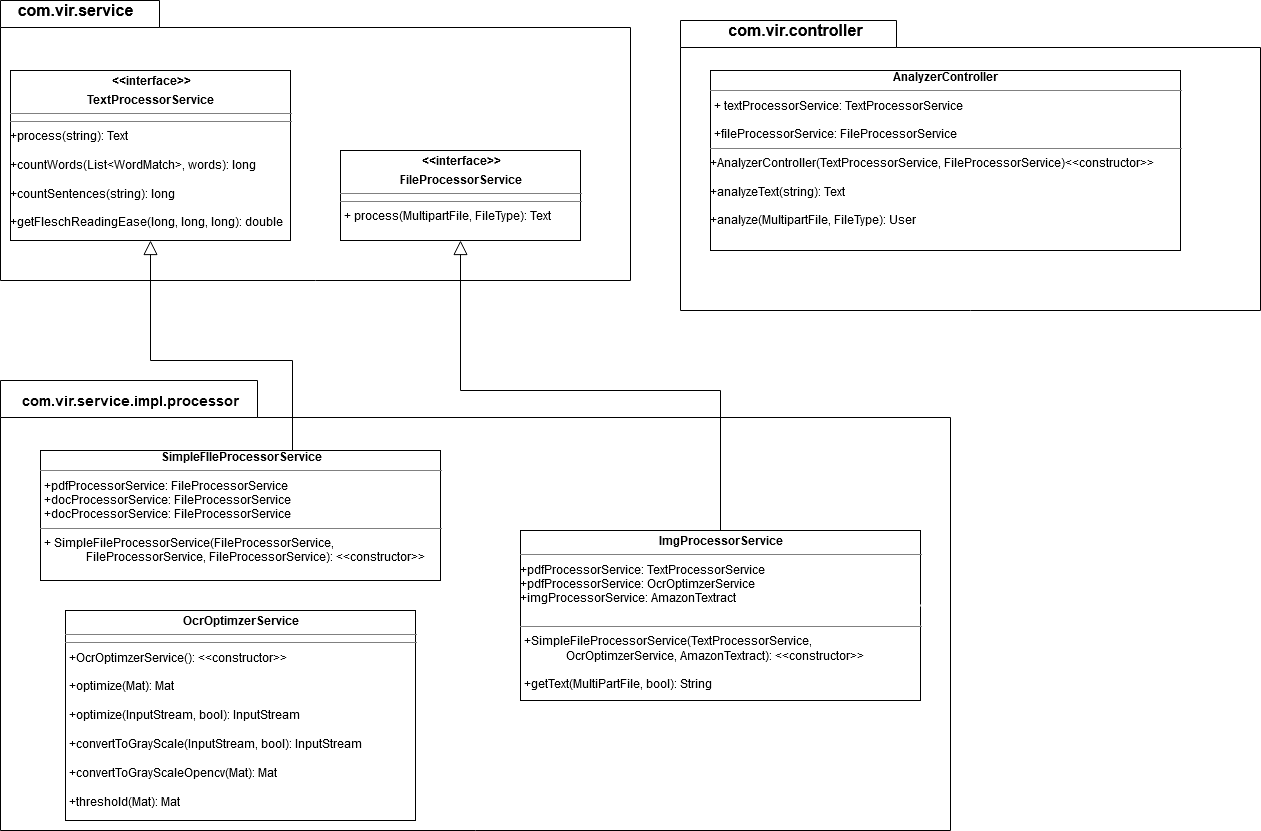 com.vir.service
<<interface>>
TextProcessorService
+process(string): Text
+countWords(List<WordMatch>, words): long
+countSentences(string): long
+getFleschReadingEase(long, long, long): double
<<interface>>
FileProcessorService
+ process(MultipartFile, FileType): Text
com.vir.controller
AnalyzerController
+ textProcessorService: TextProcessorService
+fileProcessorService: FileProcessorService
+AnalyzerController(TextProcessorService, FileProcessorService)<<constructor>>
+analyzeText(string): Text
+analyze(MultipartFile, FileType): User
com.vir.service.impl.processor
SimpleFIleProcessorService
+pdfProcessorService: FileProcessorService
+docProcessorService: FileProcessorService
+docProcessorService: FileProcessorService
+ SimpleFileProcessorService(FileProcessorService,
FileProcessorService, FileProcessorService): <<constructor>>
OcrOptimzerService
+OcrOptimzerService(): <<constructor>>
+optimize(Mat): Mat
+optimize(InputStream, bool): InputStream
+convertToGrayScale(InputStream, bool): InputStream
+convertToGrayScaleOpencv(Mat): Mat
+threshold(Mat): Mat
ImgProcessorService
+pdfProcessorService: TextProcessorService
+pdfProcessorService: OcrOptimzerService
+imgProcessorService: AmazonTextract
+SimpleFileProcessorService(TextProcessorService,
OcrOptimzerService, AmazonTextract): <<constructor>>
+getText(MultiPartFile, bool): String